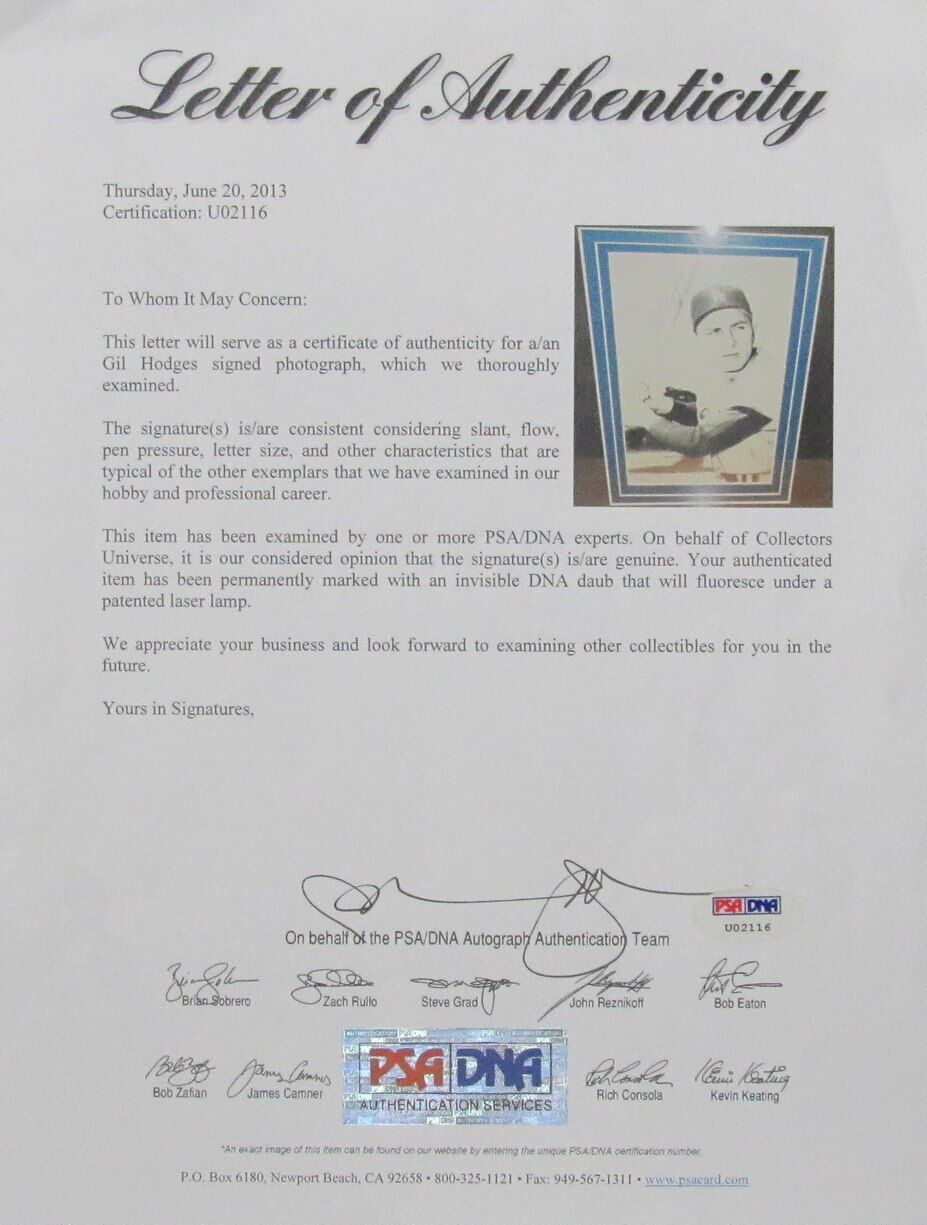 Letter of Authenticity
Thursday, June 20, 2013
Certification: U02116
To Whom It May Concern:
This letter will serve as a certificate of authenticity for a/an
Gil Hodges signed photograph, which we thoroughly
examined.
The signature(s) is/are consistent considering slant, flow,
pen pressure, letter size, and other characteristics that are
typical of the other exemplars that we have examined in our
hobby and professional career.
This item has been examined by one or more PSA/DNA experts. On behalf of Collectors
Universe, it is our considered opinion that the signature(s) is/are genuine. Your authenticated
item has been permanently marked with an invisible DNA daub that will fluoresce under a
patented laser lamp.
We appreciate your business and look forward to examining other collectibles for you in the
future.
Yours in Signatures,
PSA DNA
U02116
On behalf of the PSA/DNA Autograph Authentication Team
Brian Sobrero Zach Rullo Steve Grad John Reznikoff Bob Eaton
PSA DNA
AUTHENTICATION SERVICES
Bob Zafian James Camner Rich Consola Kevin Keating
*An exact image of this item can be found on our website by entering the unique PSA/DNA certification number.
P.O. Box 6180, Newport Beach, CA 92658 • 800-325-1121 • Fax: 949-567-1311 • www.psacard.com